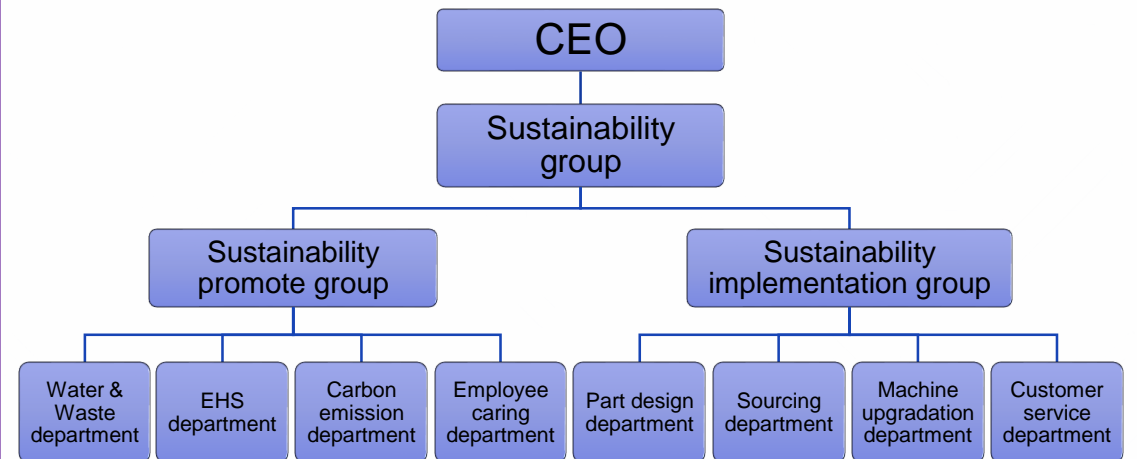 CEO
Sustainability
group
Sustainability
promote group
Sustainability
implementation group
Water &
Waste
department
EHS
department
Carbon
emission
department
Employee
caring
department
Part design
department
Sourcing
department
Machine
upgradation
department
Customer
service
department